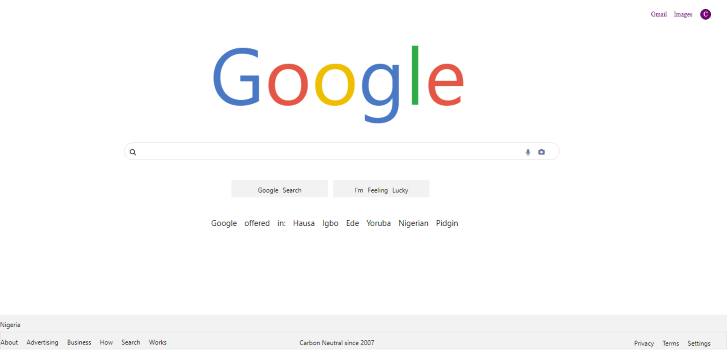 Gmail Images C
Google
Google Search I'm Feeling Lucky
Google offered in: Hausa Igbo Ede Yoruba Nigerian Pidgin
Nigeria
About Advertising Business How Search Works Carbon Neutral since 2007 Privacy Terms Settings